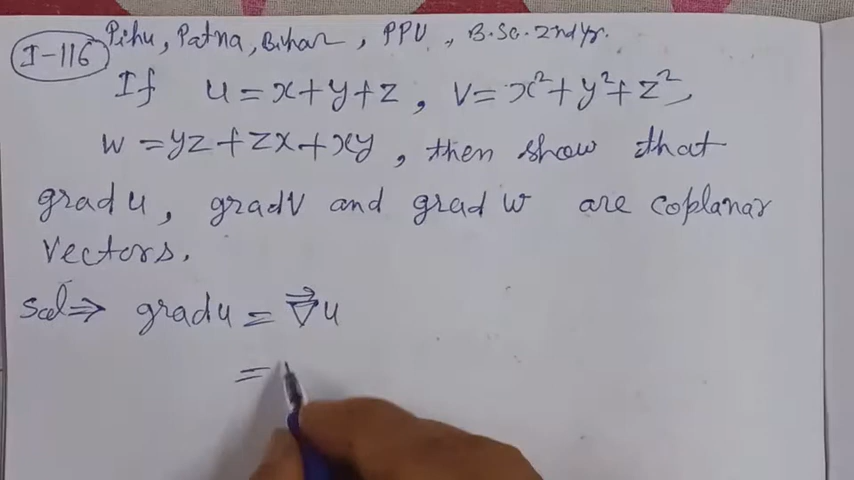 I-116 Pihu, Patna, Bihar, PPU, B.Sc. 2nd Yr.
If u = x+y+z, v = x²+y²+z²,
w = yz+zx+xy, then show that
grad u, grad v and grad w are coplanar
vectors.
Sol⇒ grad u = ∇⃗u
=